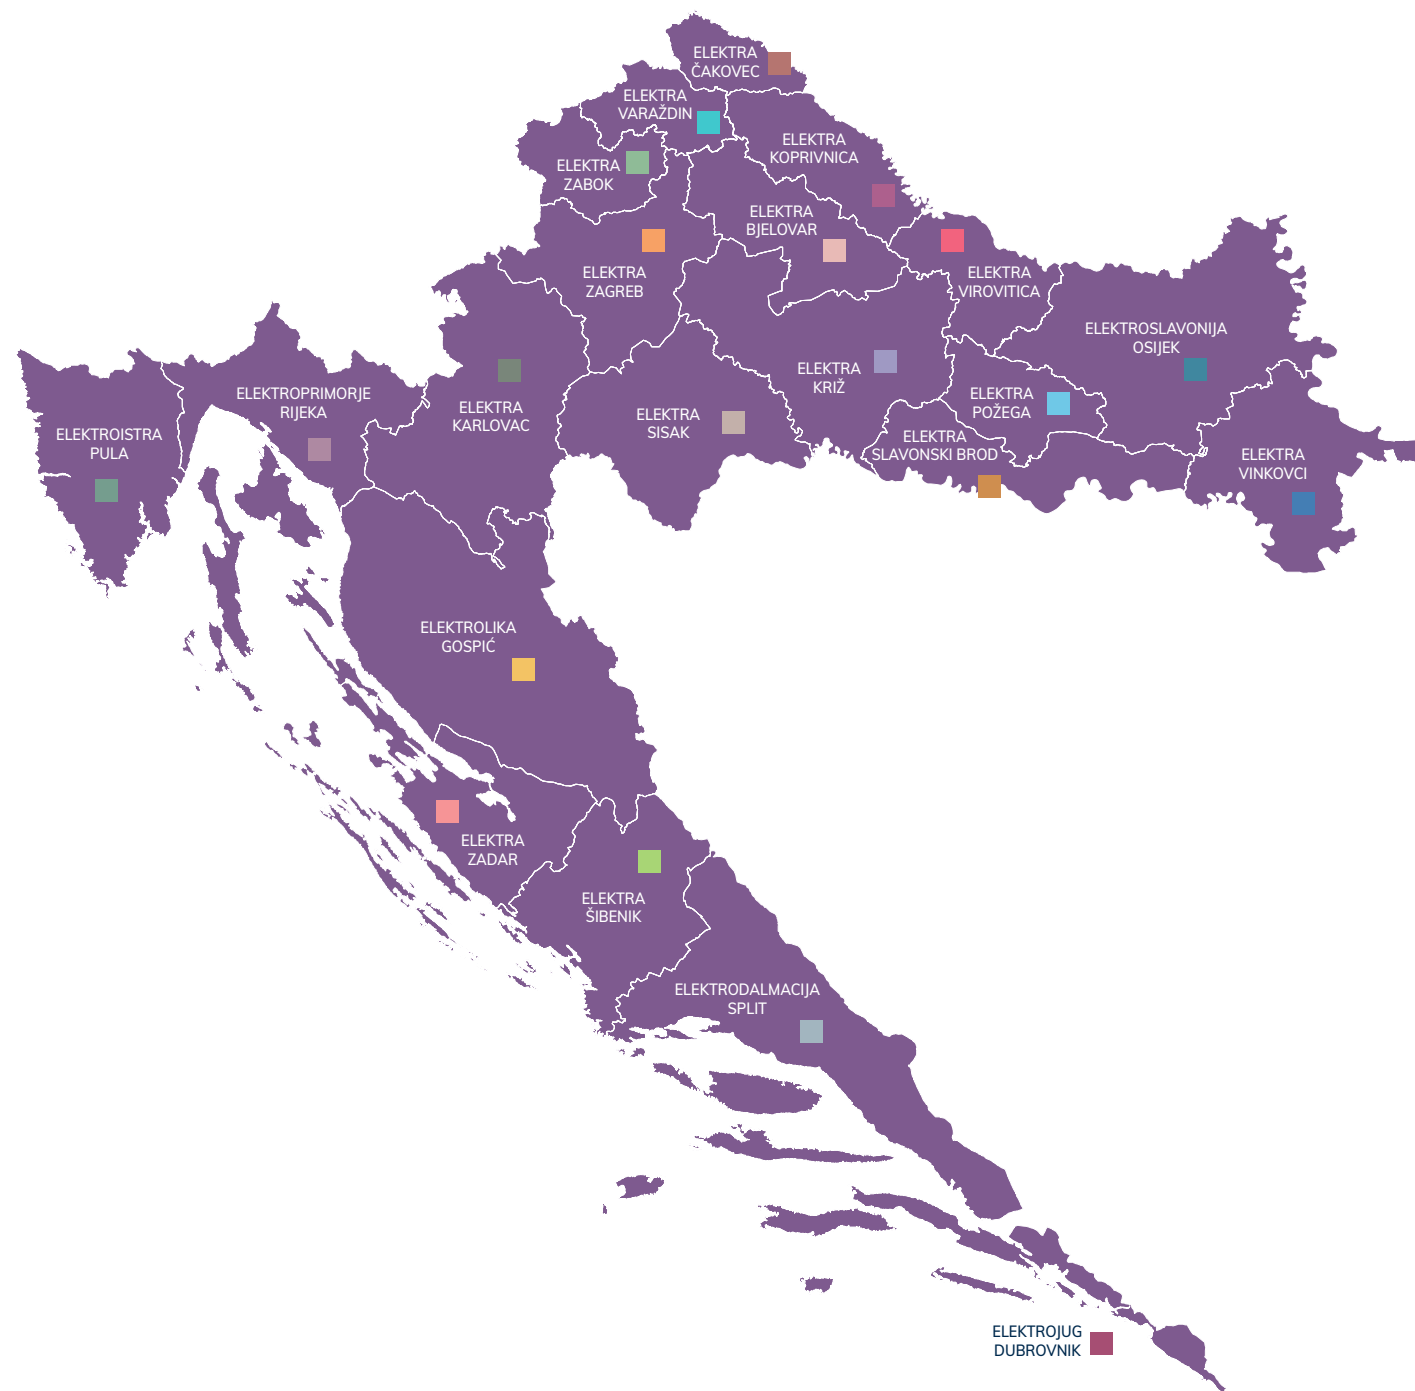 ELEKTRA
ČAKOVEC
ELEKTRA
VARAŽDIN
ELEKTRA
KOPRIVNICA
ELEKTRA
ZABOK
ELEKTRA
BJELOVAR
ELEKTRA
ZAGREB
ELEKTRA
VIROVITICA
ELEKTROSLAVONIJA
OSIJEK
ELEKTRA
KRIŽ
ELEKTROPRIMORJE
RIJEKA
ELEKTRA
POŽEGA
ELEKTRA
KARLOVAC
ELEKTRA
SISAK
ELEKTROISTRA
PULA
ELEKTRA
SLAVONSKI BROD
ELEKTRA
VINKOVCI
ELEKTROLIKA
GOSPIĆ
ELEKTRA
ZADAR
ELEKTRA
ŠIBENIK
ELEKTRODALMACIJA
SPLIT
ELEKTROJUG
DUBROVNIK